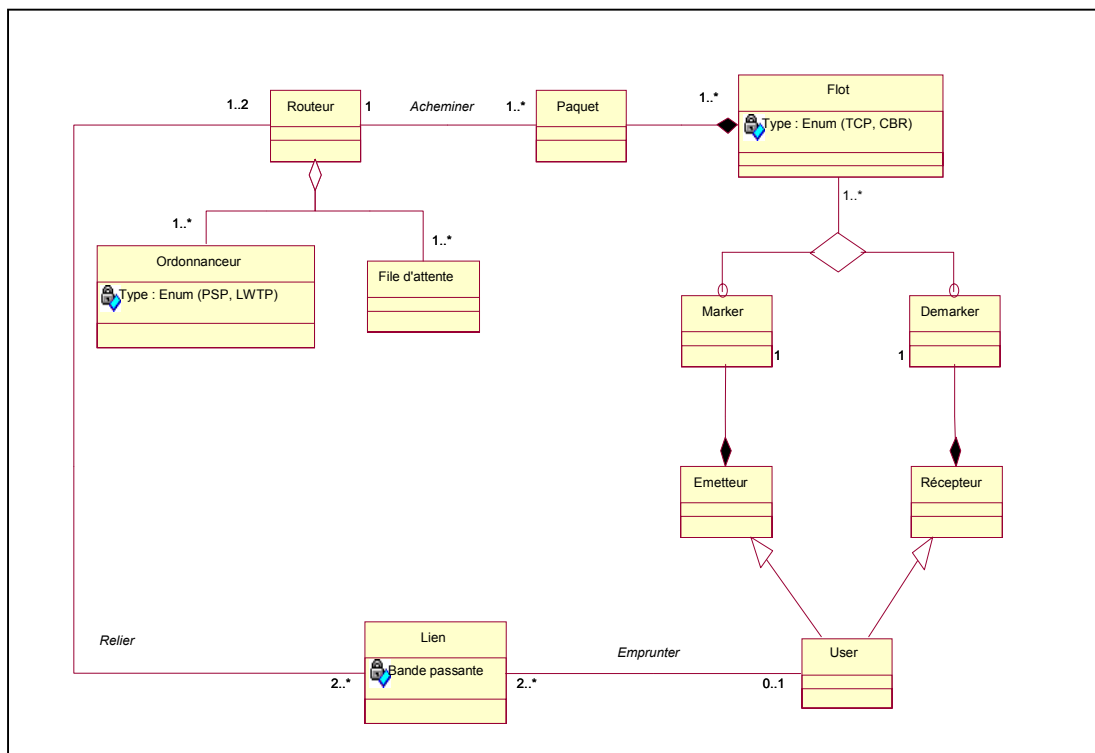 Flot
1..2
Routeur
1
Acheminer
1..*
Paquet
1..*
Type : Enum (TCP, CBR)
1..*
1..*
1..*
Ordonnanceur
File d'attente
Type : Enum (PSP, LWTP)
Marker
Demarker
1
1
Emetteur
Récepteur
Relier
Lien
Emprunter
User
Bande passante
2..*
2..*
0..1